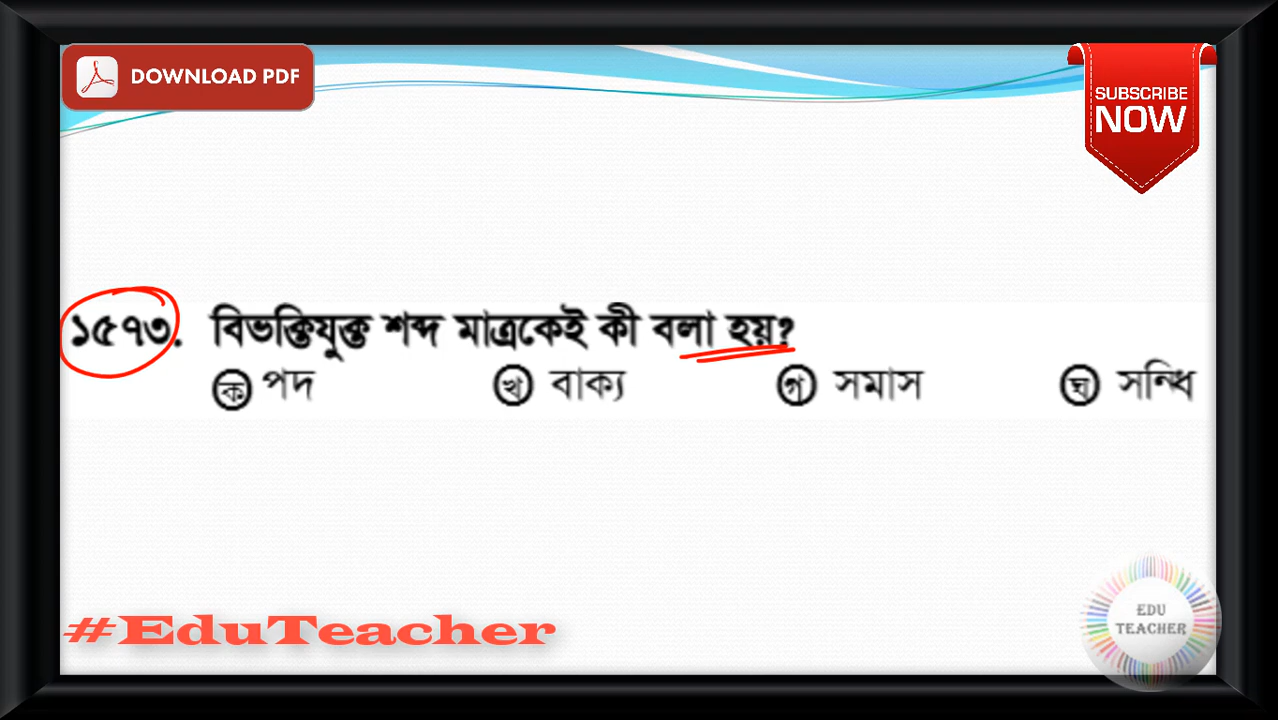 DOWNLOAD PDF
SUBSCRIBE
NOW
১৫৭৩. বিভক্তিযুক্ত শব্দ মাত্রকেই কী বলা হয়?
ক পদ খ বাক্য গ সমাস ঘ সন্ধি
#EduTeacher
EDU
TEACHER